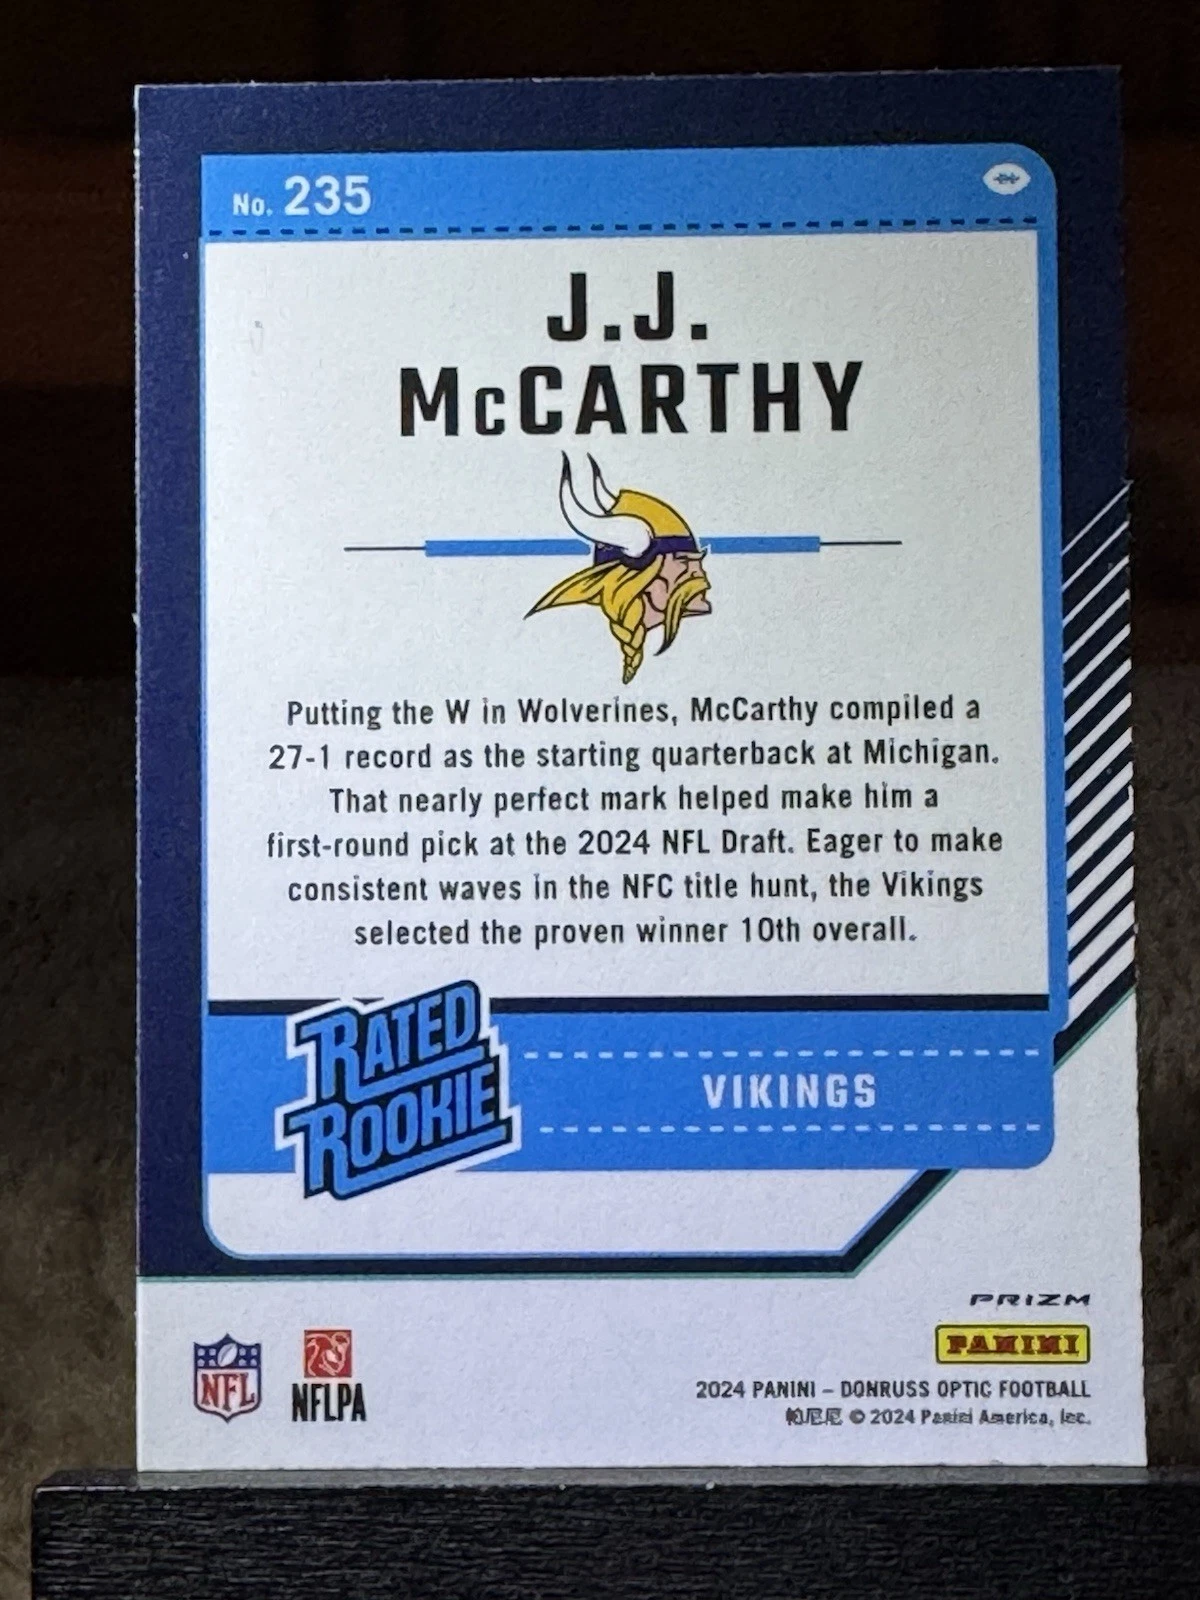 No. 235
J.J.
McCARTHY
Putting the W in Wolverines, McCarthy compiled a
27-1 record as the starting quarterback at Michigan.
That nearly perfect mark helped make him a
first-round pick at the 2024 NFL Draft. Eager to make
consistent waves in the NFC title hunt, the Vikings
selected the proven winner 10th overall.
RATED
ROOKIE
VIKINGS
PRIZM
PANINI
NFL
NFLPA
2024 PANINI – DONRUSS OPTIC FOOTBALL
帕尼尼 © 2024 Panini America, Inc.